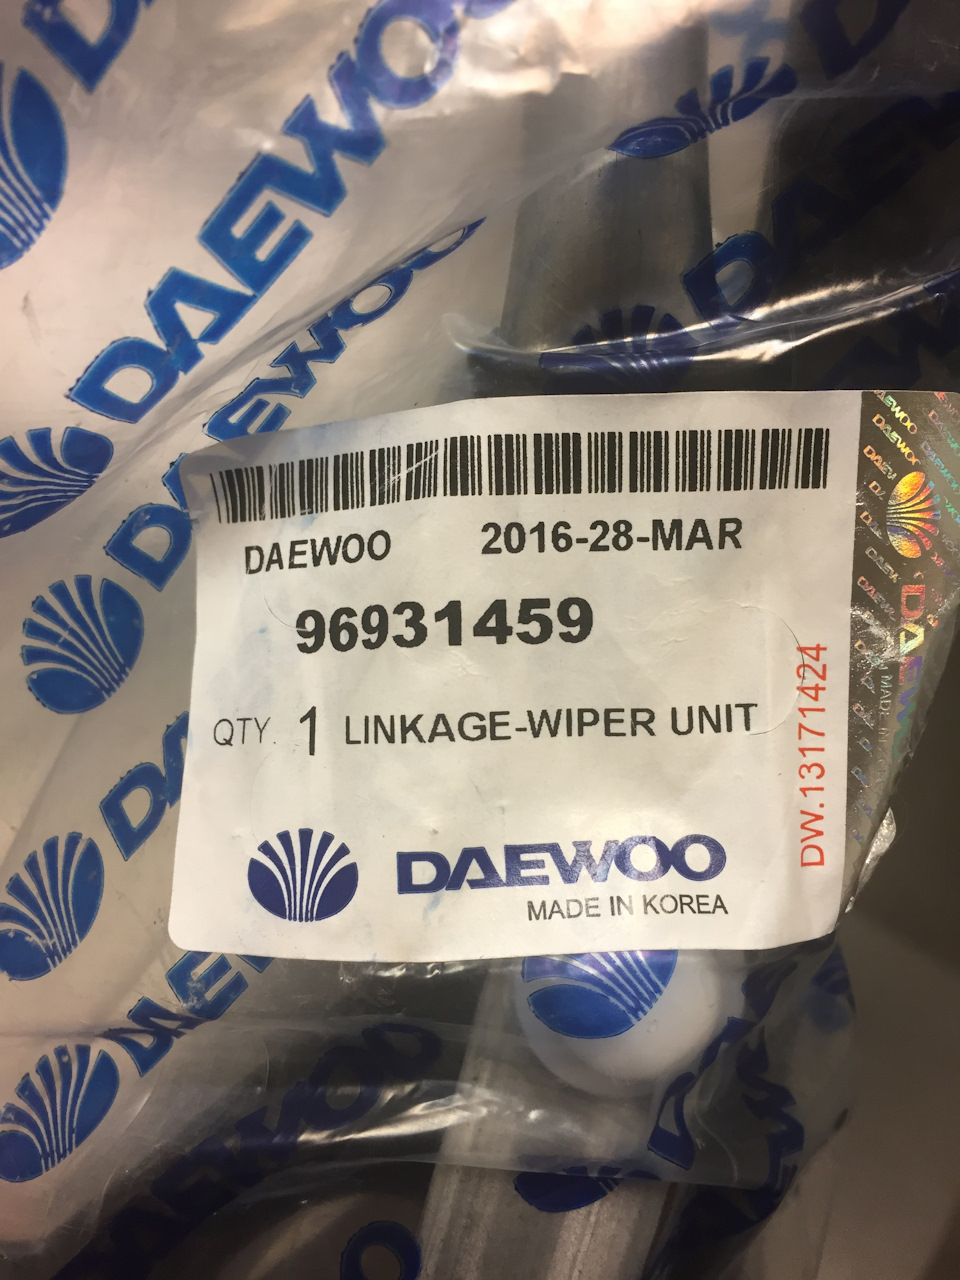 DAEWOO
DAEWOO
DAEWOO 2016-28-MAR
96931459
QTY. 1 LINKAGE-WIPER UNIT
DAEWOO
MADE IN KOREA
DW.13171424
DAEWOO
DAEWOO